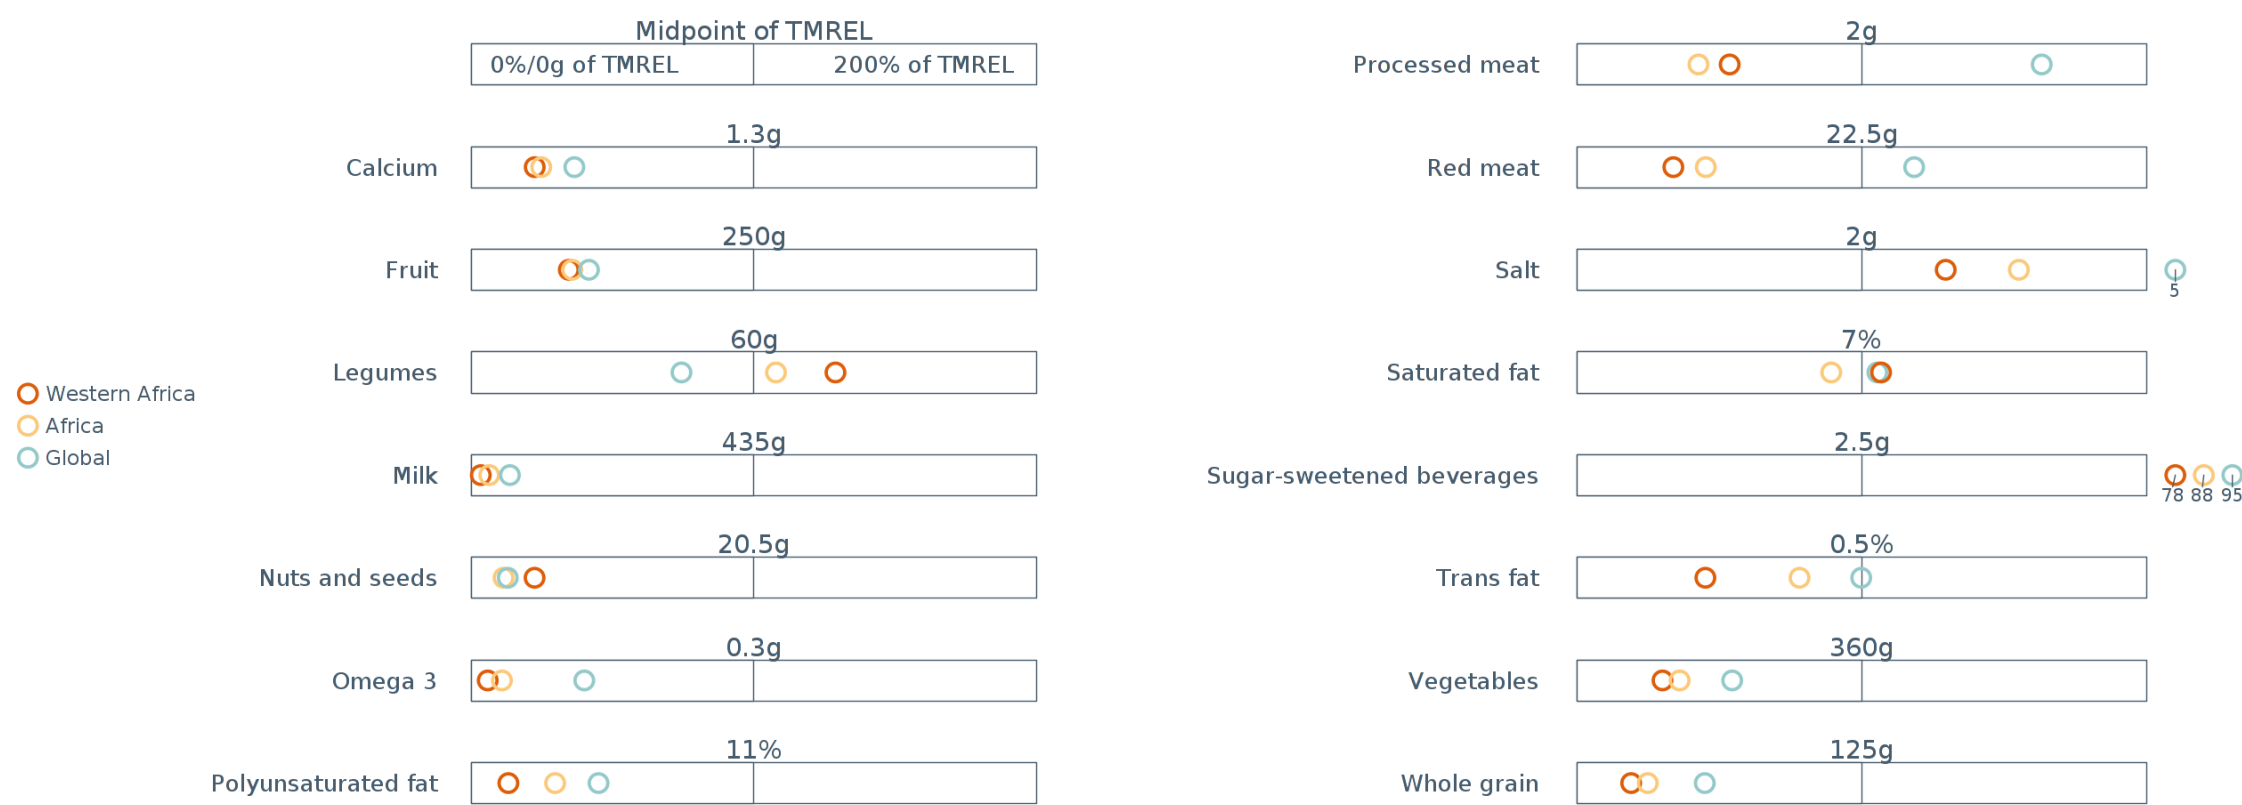 Midpoint of TMREL
0%/0g of TMREL 200% of TMREL
1.3g
Calcium
250g
Fruit
60g
Legumes
435g
Milk
20.5g
Nuts and seeds
0.3g
Omega 3
11%
Polyunsaturated fat
Western Africa
Africa
Global
2g
Processed meat
22.5g
Red meat
2g
Salt
5
7%
Saturated fat
2.5g
Sugar-sweetened beverages
78 88 95
0.5%
Trans fat
360g
Vegetables
125g
Whole grain